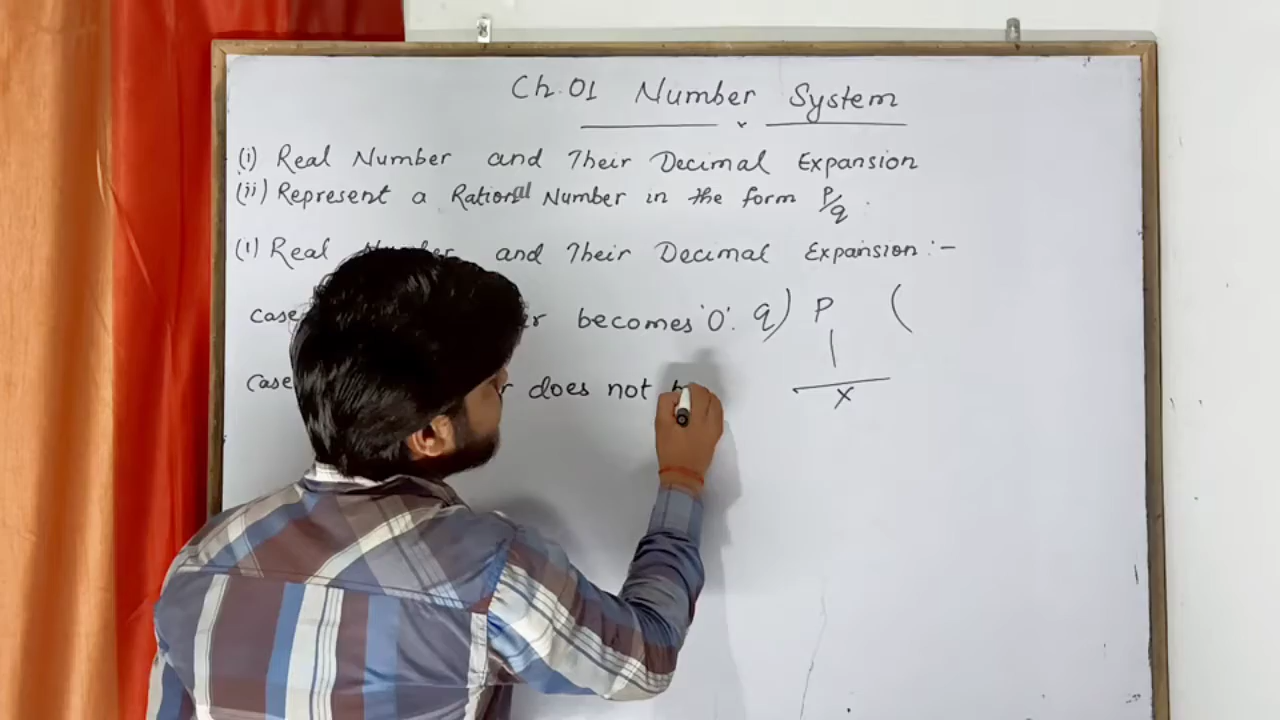 Ch.01 Number System
(i) Real Number and Their Decimal Expansion
(ii) Represent a Rational Number in the form P/q.
(1) Real Number and Their Decimal Expansion :-
case becomes '0'. q) P (
x
case does not